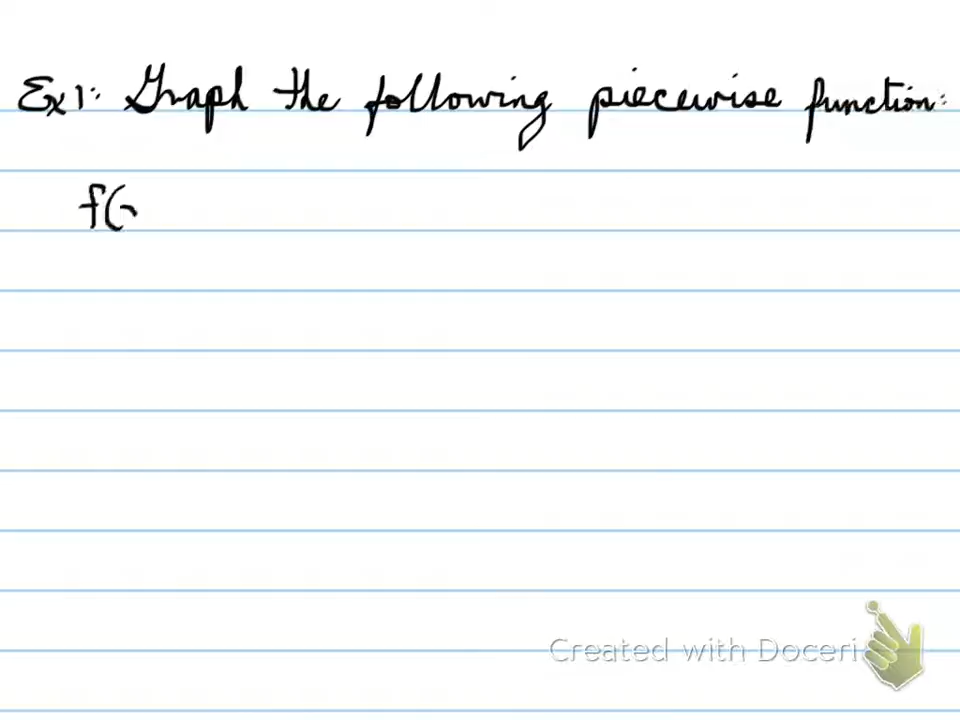 Ex 1: Graph the following piecewise function:
f(
Created with Doceri